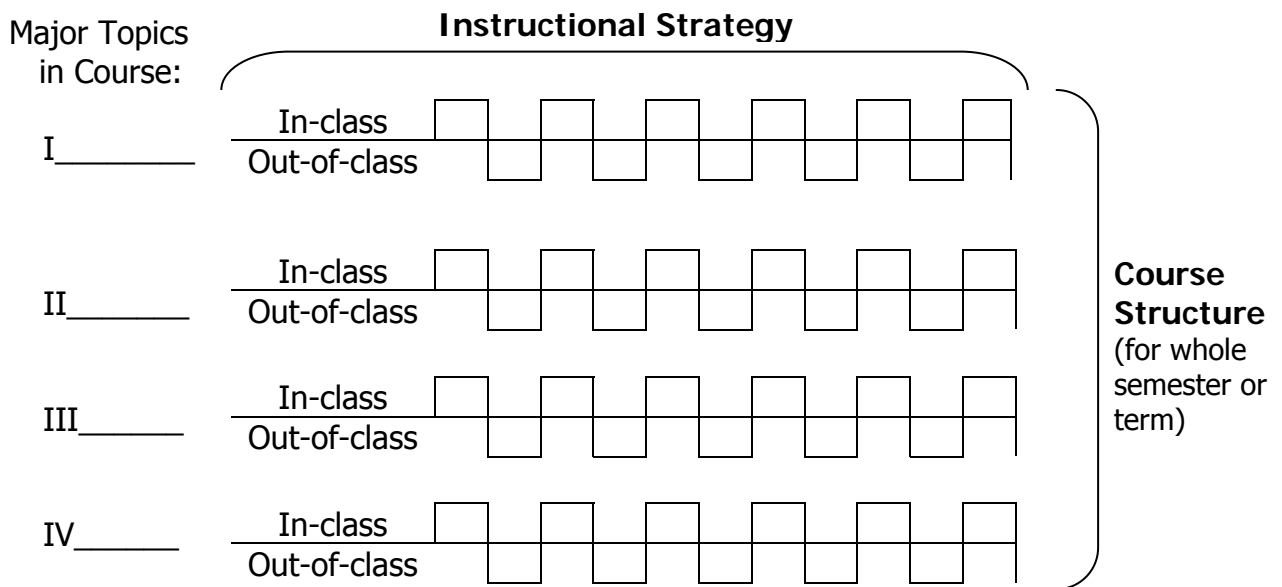 Major Topics
in Course:
Instructional Strategy
I________
In-class
Out-of-class
II_______
In-class
Out-of-class
III______
In-class
Out-of-class
IV______
In-class
Out-of-class
Course
Structure
(for whole
semester or
term)